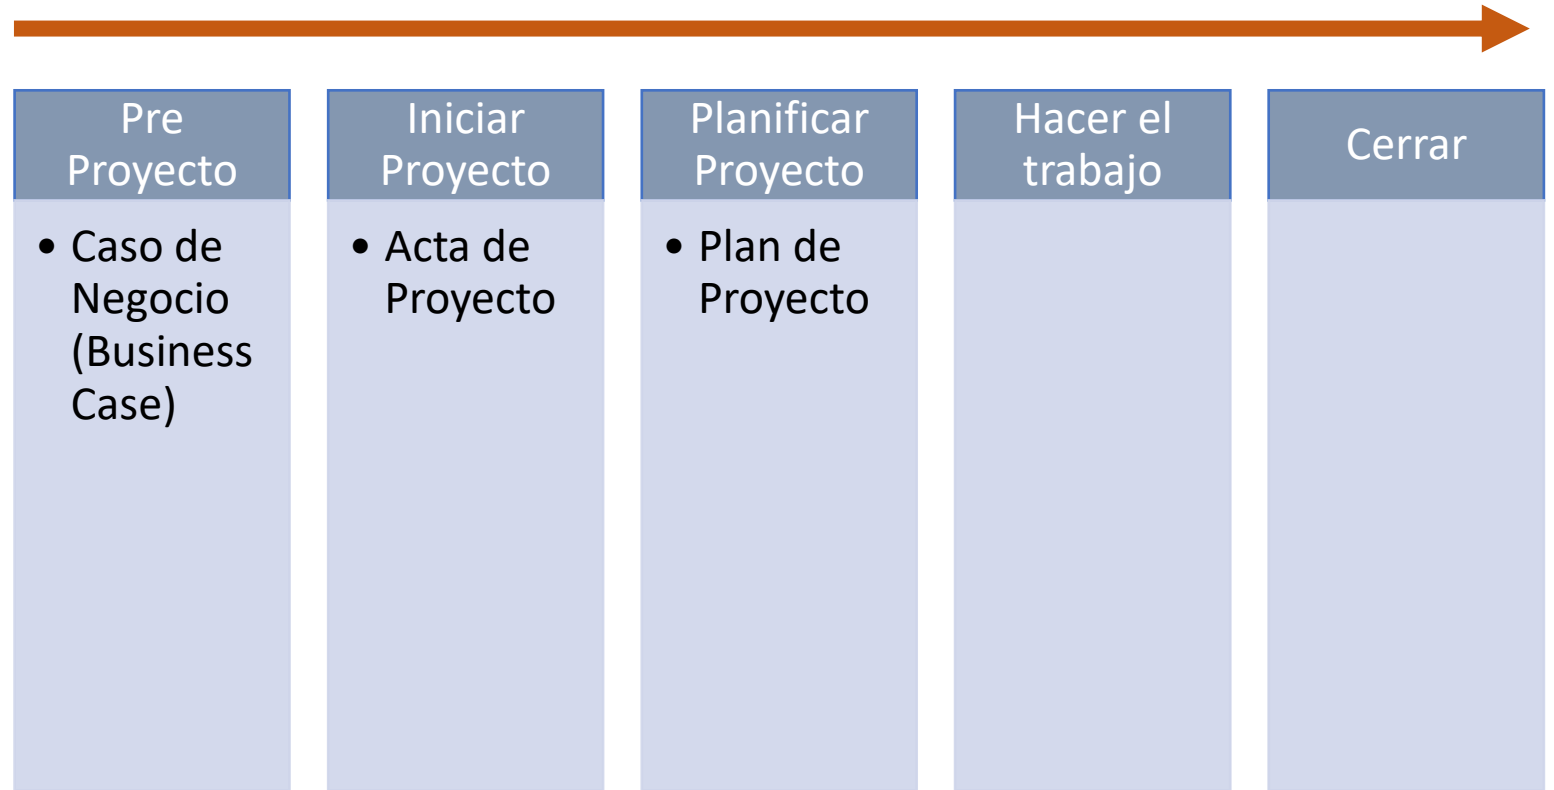 Pre
Proyecto
• Caso de
Negocio
(Business
Case)
Iniciar
Proyecto
• Acta de
Proyecto
Planificar
Proyecto
• Plan de
Proyecto
Hacer el
trabajo
Cerrar